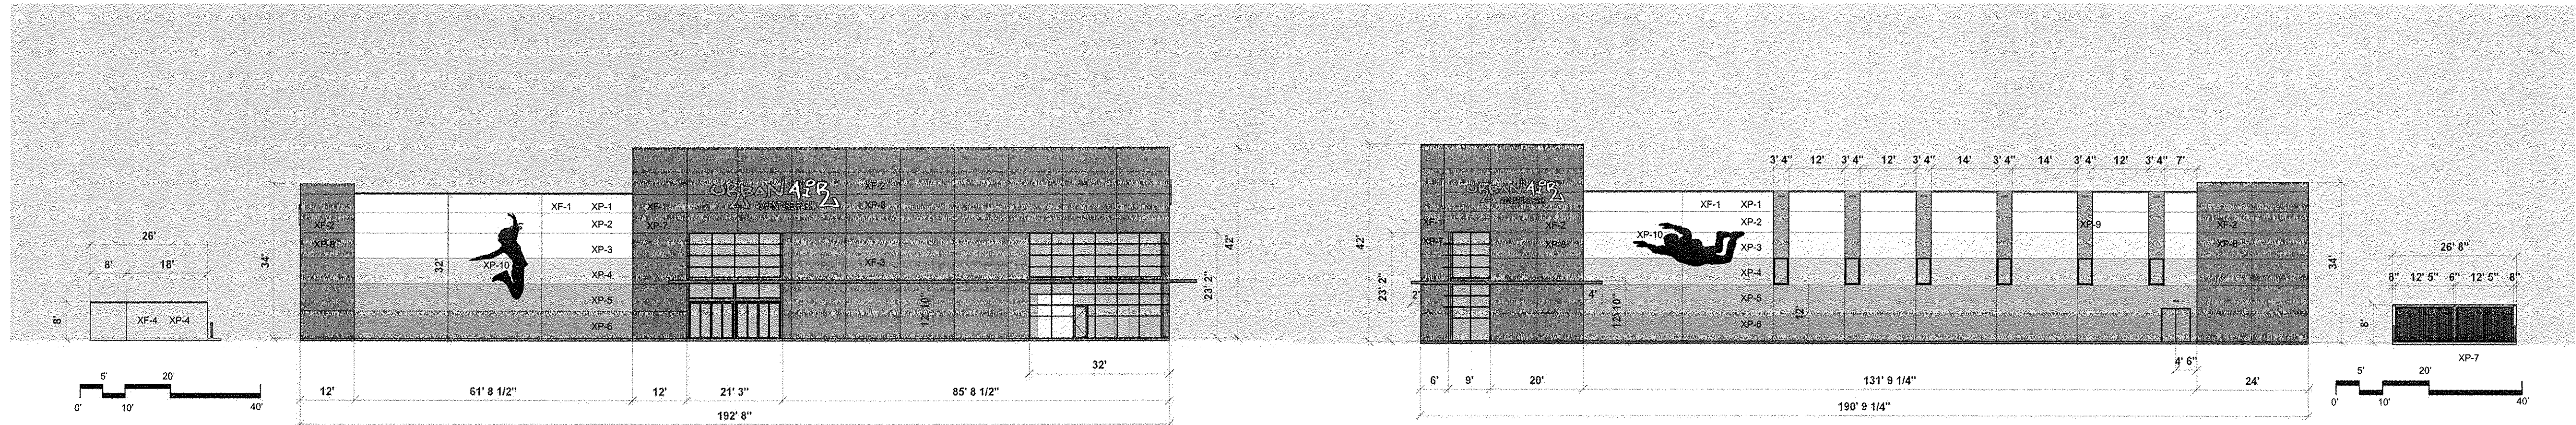 26'
8' 18'
8'
XF-4 XP-4
5' 20'
0' 10' 40'
34'
XF-2
XP-8
32'
XF-1 XP-1
XP-2
XP-3
XP-10
XP-4
XP-5
XP-6
XF-1
XP-7
URBANAIR
XF-2
XP-8
XF-3
12' 10"
23' 2"
42'
32'
12' 61' 8 1/2" 12' 21' 3" 85' 8 1/2"
192' 8"
42'
23' 2"
2'
XF-1
XP-7
URBANAIR
XF-2
XP-8
4'
12' 10"
XF-1 XP-1
XP-2
XP-10
XP-3
XP-4
XP-5
XP-6
3' 4" 12' 3' 4" 12' 3' 4" 14' 3' 4" 14' 3' 4" 12' 3' 4" 7'
XP-9
12'
XF-2
XP-8
34'
4' 6"
6' 9' 20' 131' 9 1/4" 24'
190' 9 1/4"
26' 8"
8" 12' 5" 6" 12' 5" 8"
8'
XP-7
5' 20'
0' 10' 40'